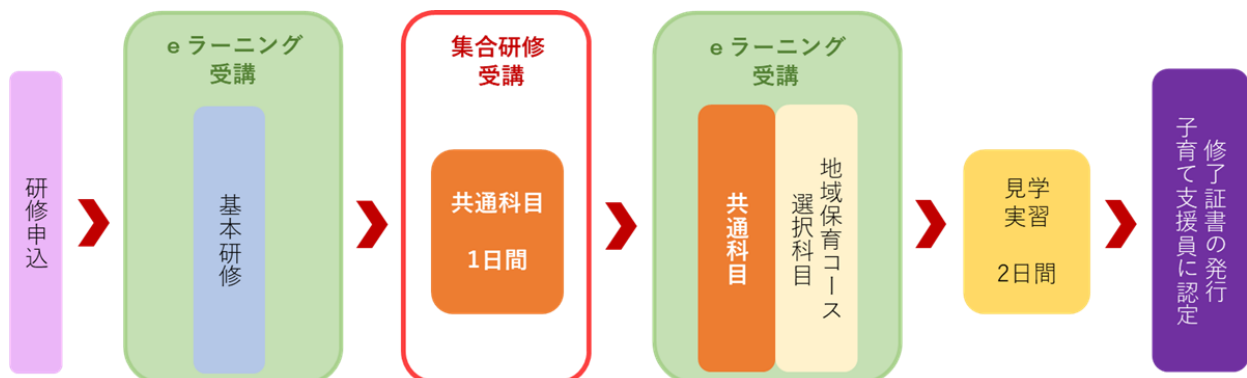 研修申込
eラーニング
受講
基本研修
集合研修
受講
共通科目
1日間
eラーニング
受講
共通科目
地域保育コース
選択科目
見学
実習
2日間
修了証書の発行
子育て支援員に認定